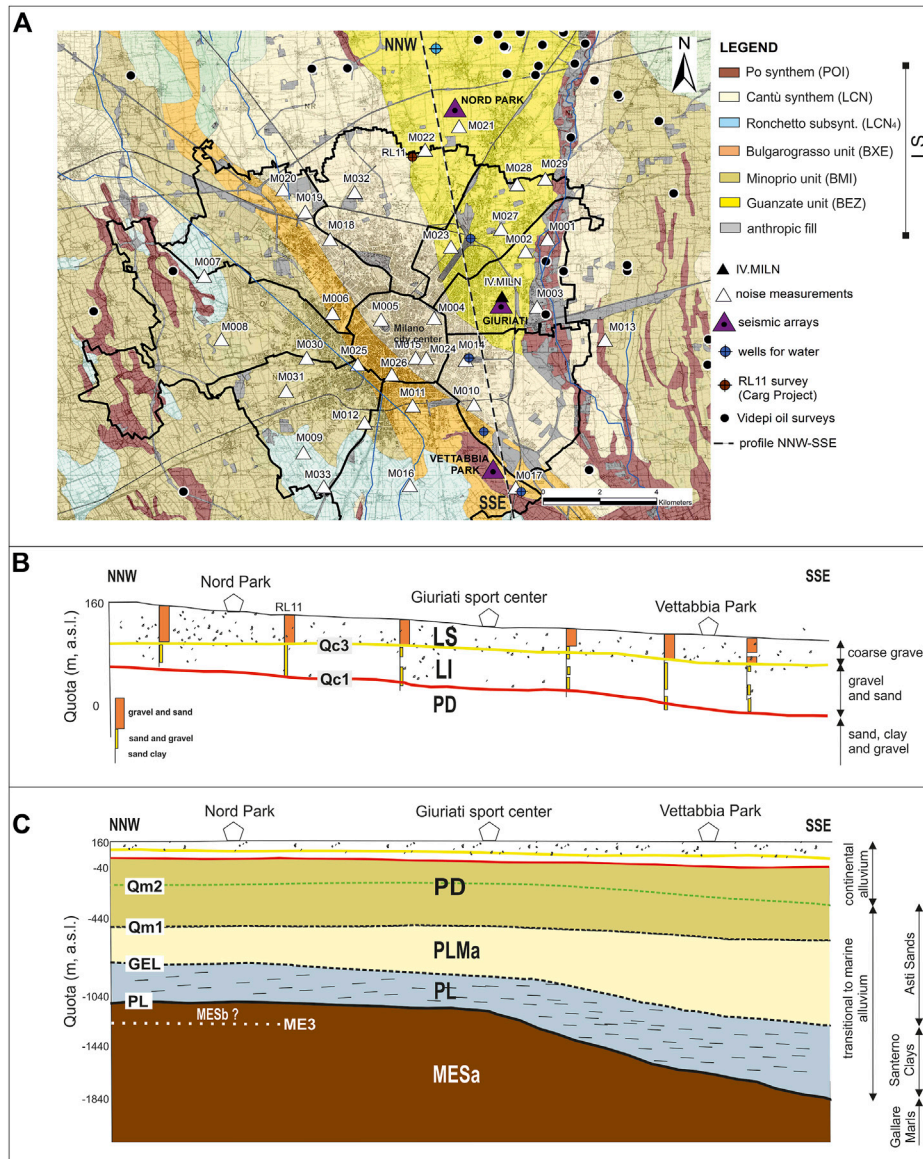 A
NNW
N
NORD PARK
M021
M022
RL11
M020
M032
M028
M029
M019
M018
M027
M023
M002
M001
M007
IV.MILN
M006
M005
M004
GIURIATI
M003
M008
Milano
city center
M013
M030
M025
M015
M024
M014
M031
M026
M011
M010
M012
M009
VETTABBIA
PARK
M033
M016
M017
SSE
0 2 4
Kilometers
LEGEND
Po synthem (POI)
Cantù synthem (LCN)
Ronchetto subsynt. (LCN₄)
Bulgarograsso unit (BXE)
Minoprio unit (BMI)
Guanzate unit (BEZ)
anthropic fill
LS
IV.MILN
noise measurements
seismic arrays
wells for water
RL11 survey
(Carg Project)
Videpi oil surveys
profile NNW-SSE
B
NNW
Nord Park
Giuriati sport center
Vettabbia Park
SSE
160
RL11
Qc3
LS
coarse gravel
LI
Qc1
gravel
and sand
PD
0
Quota (m, a.s.l.)
gravel and sand
sand and gravel
sand clay
sand, clay
and gravel
C
NNW
Nord Park
Giuriati sport center
Vettabbia Park
SSE
160
-40
Qm2
PD
-440
Qm1
PLMa
GEL
PL
-1040
PL
MESb ?
ME3
-1440
MESa
-1840
Quota (m, a.s.l.)
continental
alluvium
transitional to marine
alluvium
Asti Sands
Santerno
Clays
Gallare
Marls